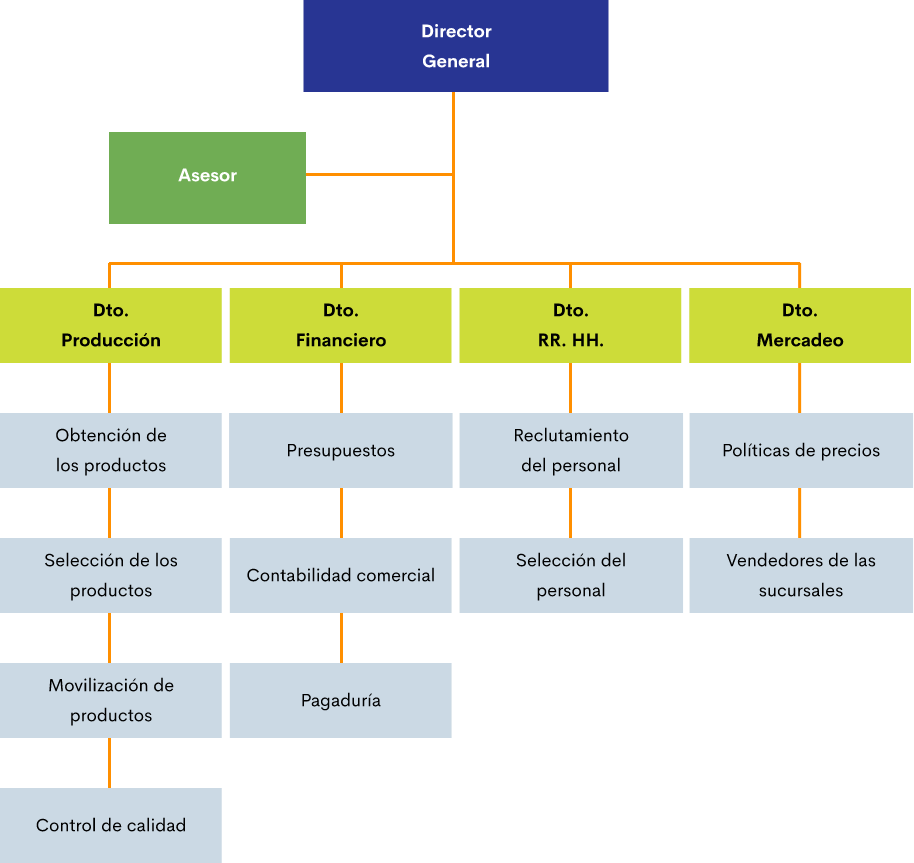 Director
General
Asesor
Dto.
Producción
Dto.
Financiero
Dto.
RR. HH.
Dto.
Mercadeo
Obtención de
los productos
Presupuestos
Reclutamiento
del personal
Políticas de precios
Selección de los
productos
Contabilidad comercial
Selección del
personal
Vendedores de las
sucursales
Movilización de
productos
Pagaduría
Control de calidad